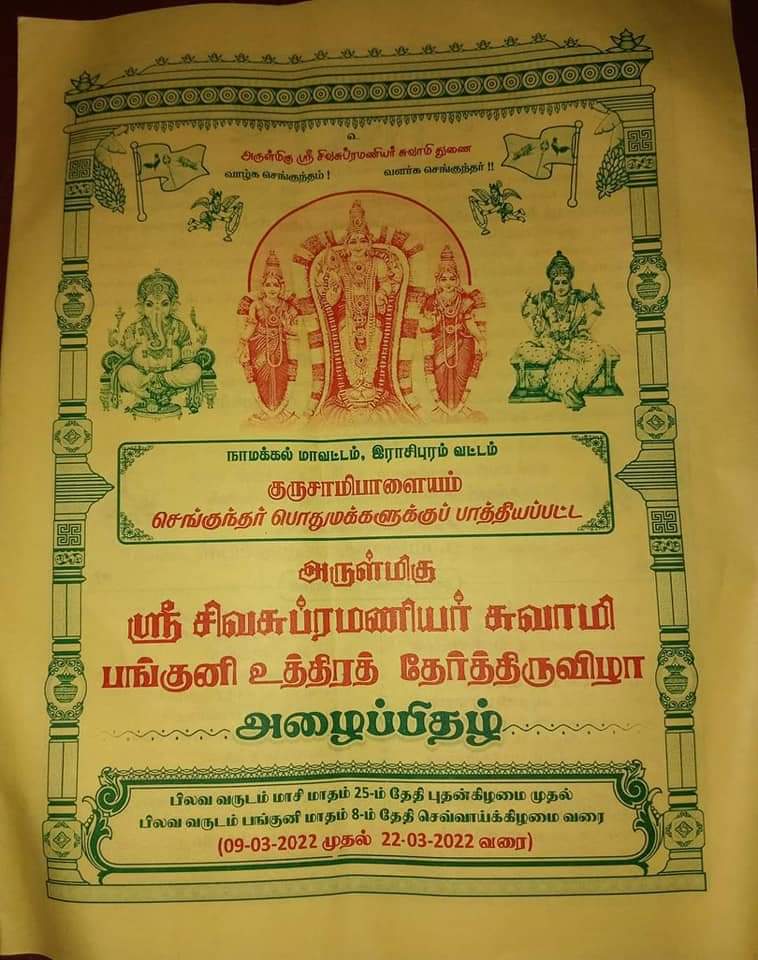 உ
அருள்மிகு ஸ்ரீ சிவசுப்ரமணியர் சுவாமி துணை
வாழ்க செங்குந்தம் ! வளர்க செங்குந்தர் !!
நாமக்கல் மாவட்டம், இராசிபுரம் வட்டம்
குருசாமிபாளையம்
செங்குந்தர் பொதுமக்களுக்குப் பாத்தியப்பட்ட
அருள்மிகு
ஸ்ரீ சிவசுப்ரமணியர் சுவாமி
பங்குனி உத்திரத் தேர்த்திருவிழா
அழைப்பிதழ்
பிலவ வருடம் மாசி மாதம் 25-ம் தேதி புதன்கிழமை முதல்
பிலவ வருடம் பங்குனி மாதம் 8-ம் தேதி செவ்வாய்க்கிழமை வரை
(09-03-2022 முதல் 22-03-2022 வரை)